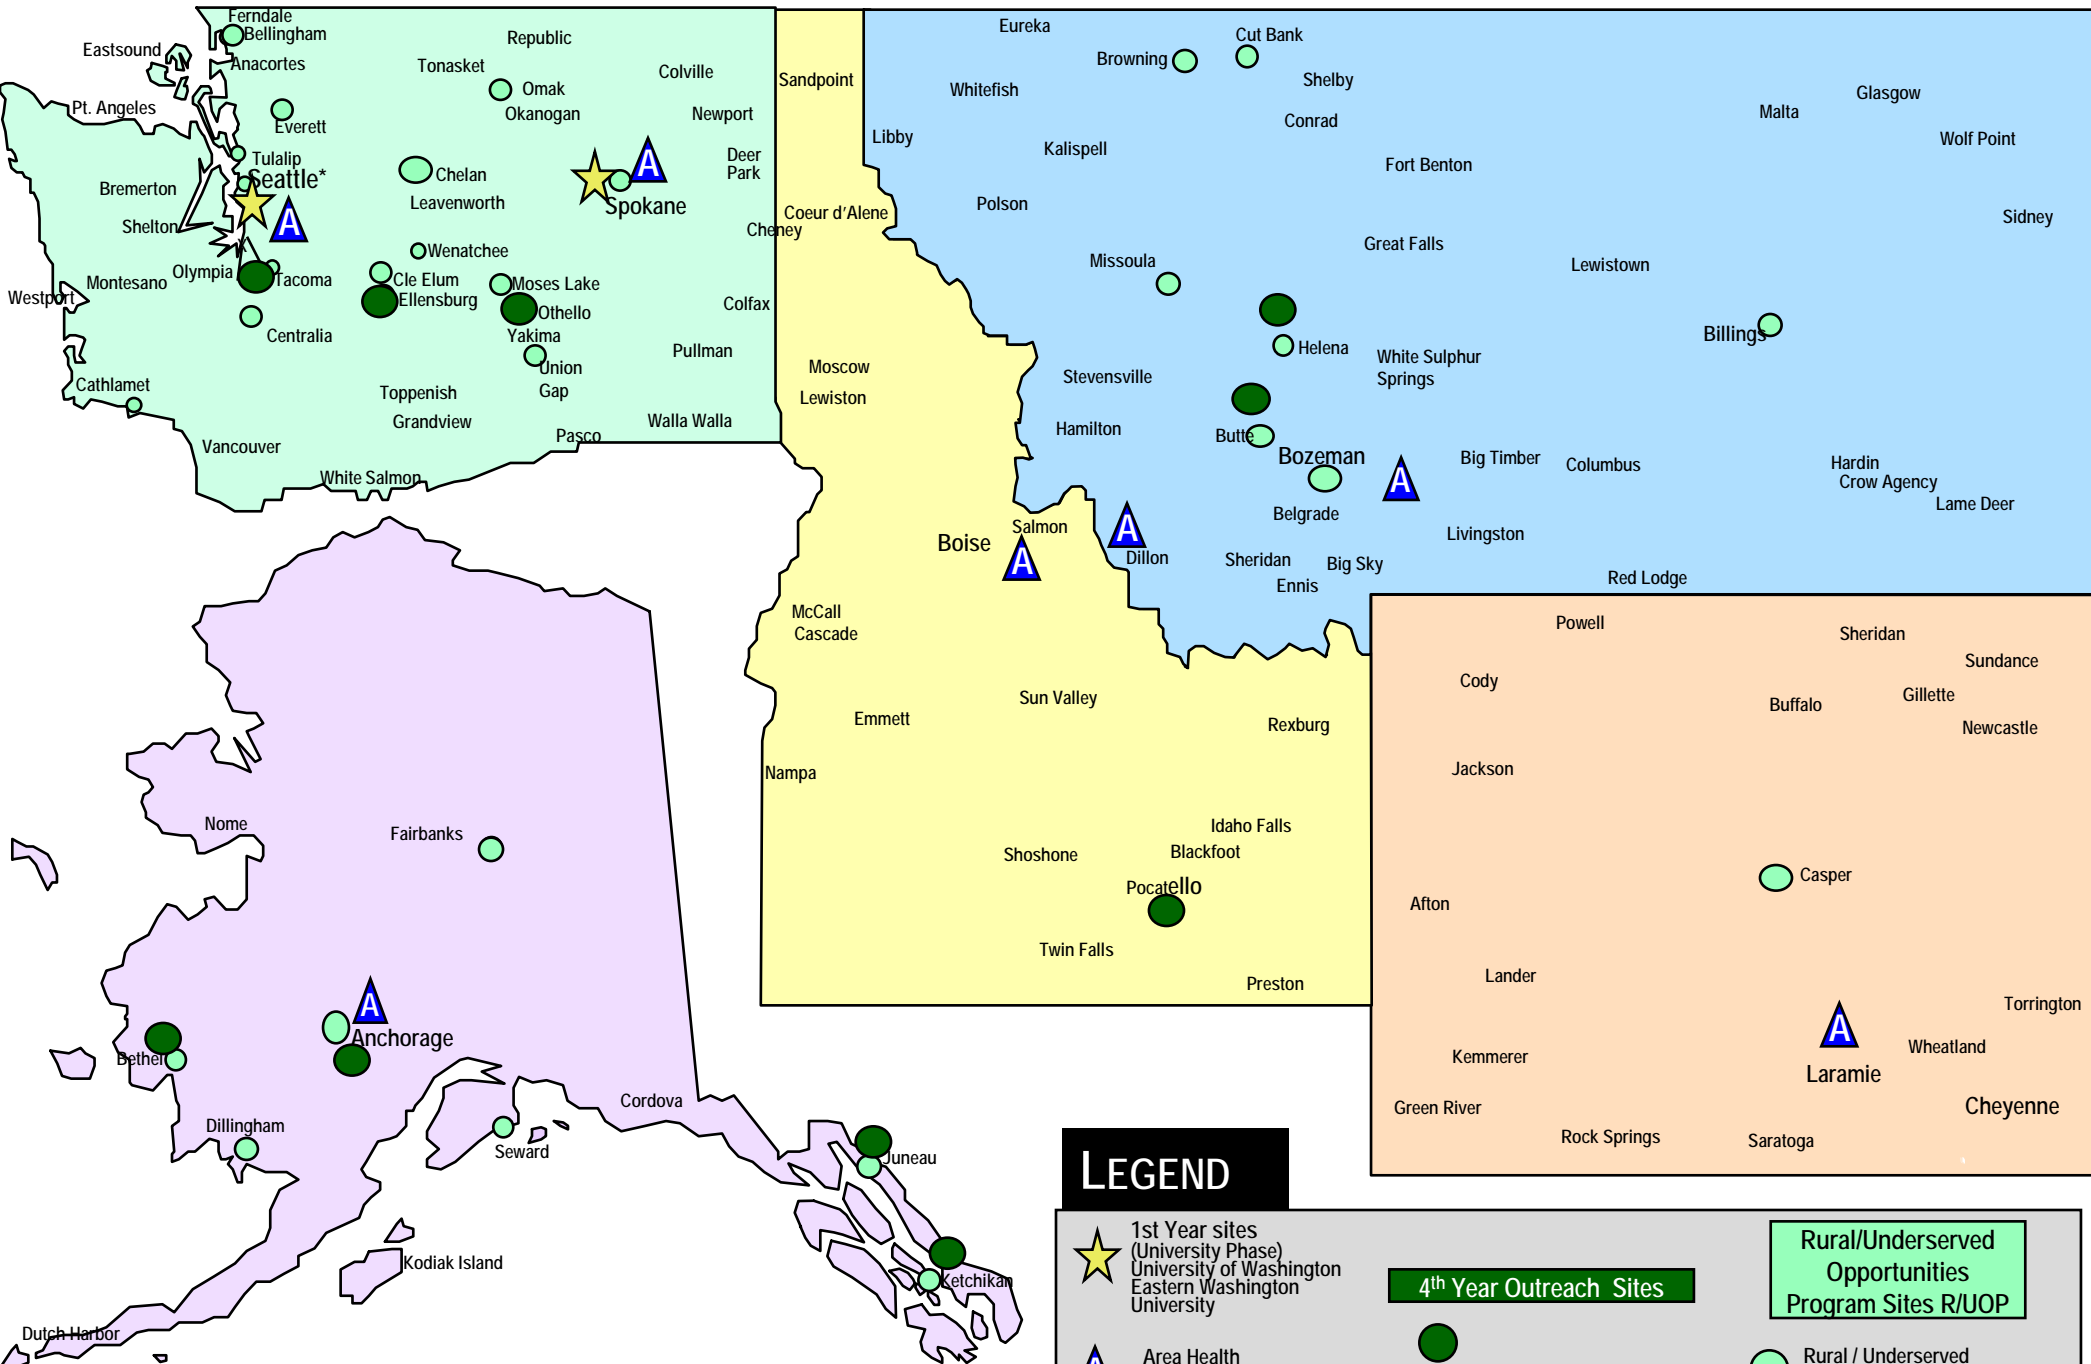 Ferndale
Bellingham
Eastsound
Anacortes
Republic
Tonasket
Colville
Omak
Okanogan
Newport
Pt. Angeles
Everett
Tulalip
Seattle*
A
Bremerton
Shelton
Chelan
Leavenworth
A
Spokane
Deer
Park
Cheney
Wenatchee
X
Olympia
Tacoma
Montesano
Westport
Cle Elum
Ellensburg
Moses Lake
Othello
Colfax
Centralia
Yakima
Union
Gap
Pullman
Cathlamet
Toppenish
Grandview
Walla Walla
Pasco
Vancouver
White Salmon
Sandpoint
Coeur d'Alene
Moscow
Lewiston
Boise
Salmon
A
McCall
Cascade
Sun Valley
Emmett
Rexburg
Nampa
Idaho Falls
Blackfoot
Shoshone
Pocatello
Twin Falls
Preston
Eureka
Browning
Cut Bank
Shelby
Whitefish
Conrad
Libby
Kalispell
Malta
Glasgow
Wolf Point
Fort Benton
Polson
Sidney
Great Falls
Missoula
Lewistown
Billings
Helena
White Sulphur
Springs
Stevensville
Hamilton
Butte
Bozeman
A
Big Timber
Columbus
Hardin
Crow Agency
Lame Deer
Belgrade
A
Dillon
Livingston
Sheridan
Ennis
Big Sky
Red Lodge
Powell
Sheridan
Sundance
Cody
Buffalo
Gillette
Newcastle
Jackson
Casper
Afton
Lander
Torrington
A
Wheatland
Kemmerer
Laramie
Green River
Cheyenne
Rock Springs
Saratoga
Nome
Fairbanks
A
Anchorage
Bethel
Cordova
Dillingham
Seward
Juneau
Kodiak Island
Ketchikan
Dutch Harbor
LEGEND
1st Year sites
(University Phase)
University of Washington
Eastern Washington
University
Area Health
4th Year Outreach Sites
Rural/Underserved
Opportunities
Program Sites R/UOP
Rural / Underserved